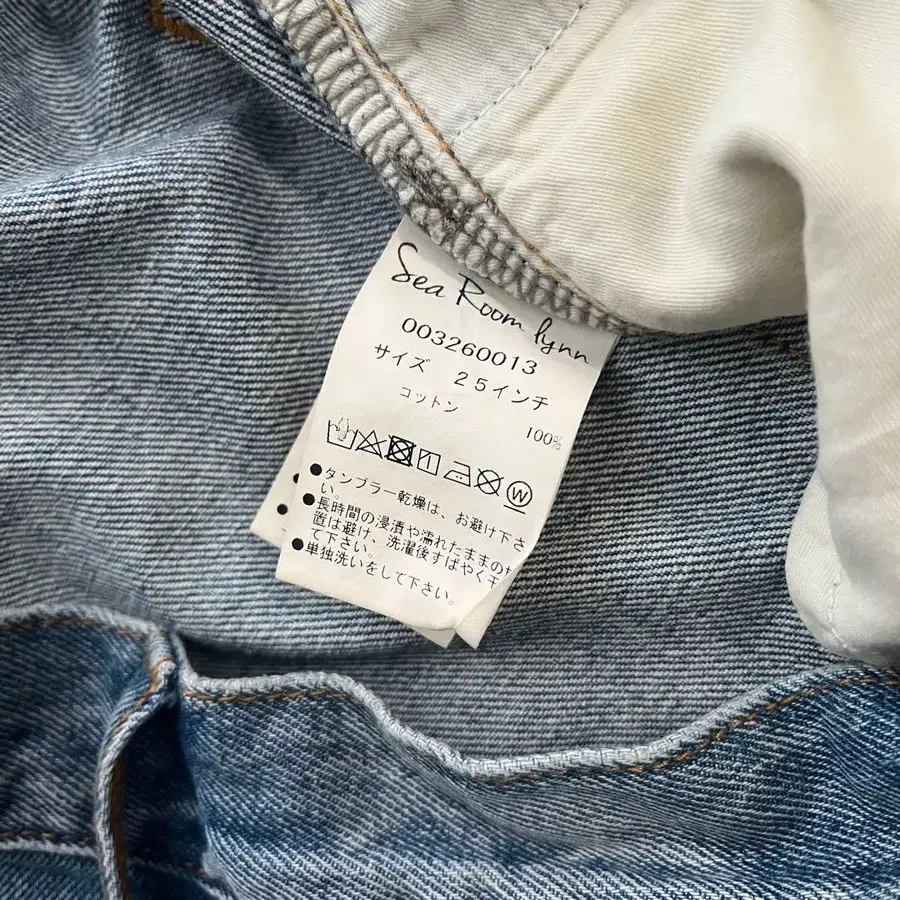 Sea Room lynn
003260013
サイズ 25インチ
コットン
100%
●タンブラー乾燥は、お避け下さ
い。
●長時間の浸漬や濡れたままの
置は避け、洗濯後すばやく干
て下さい。
●単独洗いをして下さい。